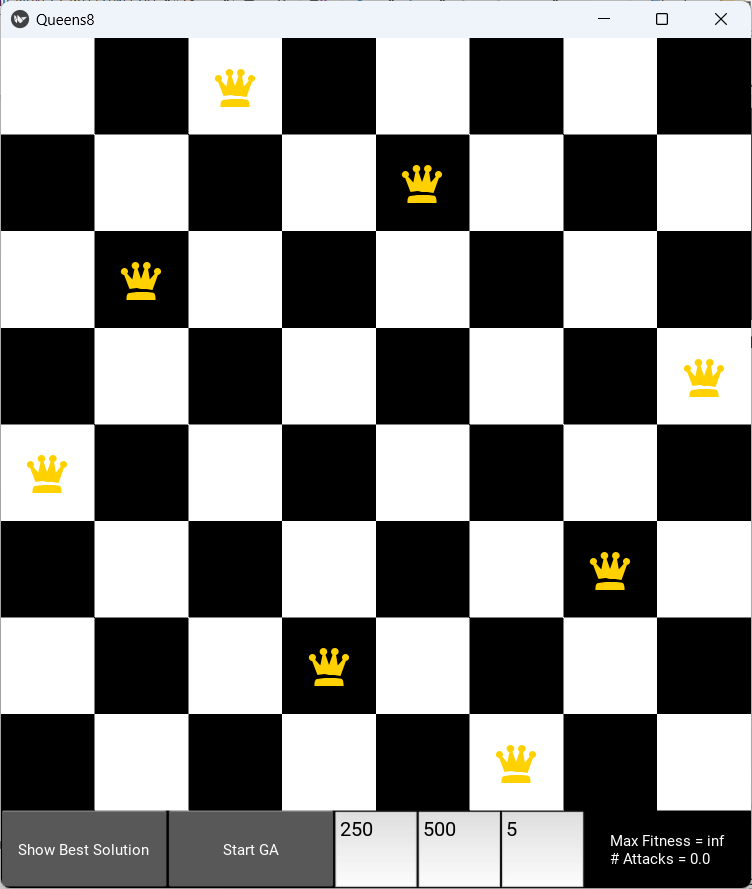 Queens8
Show Best Solution
Start GA
250
500
5
Max Fitness = inf
# Attacks = 0.0